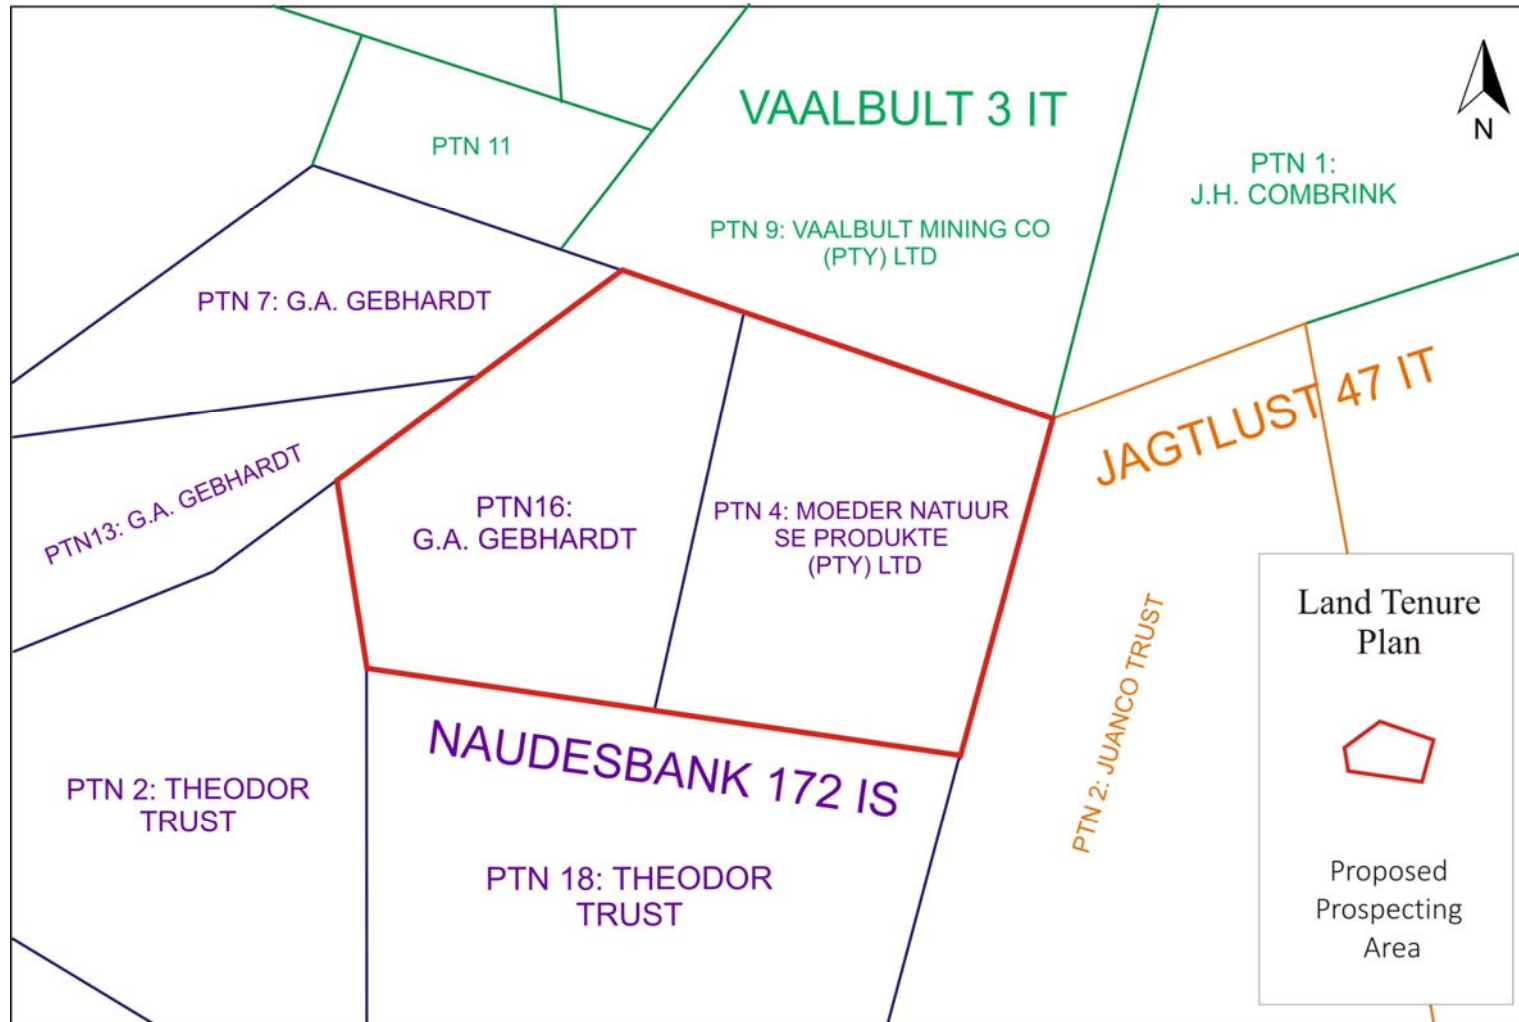 VAALBULT 3 IT
N
PTN 11
PTN 1:
J.H. COMBRINK
PTN 9: VAALBULT MINING CO
(PTY) LTD
PTN 7: G.A. GEBHARDT
JAGTLUST 47 IT
PTN13: G.A. GEBHARDT
PTN16:
G.A. GEBHARDT
PTN 4: MOEDER NATUUR
SE PRODUKTE
(PTY) LTD
PTN 2: JUANCO TRUST
NAUDESBANK 172 IS
PTN 2: THEODOR
TRUST
PTN 18: THEODOR
TRUST
Land Tenure
Plan
Proposed
Prospecting
Area